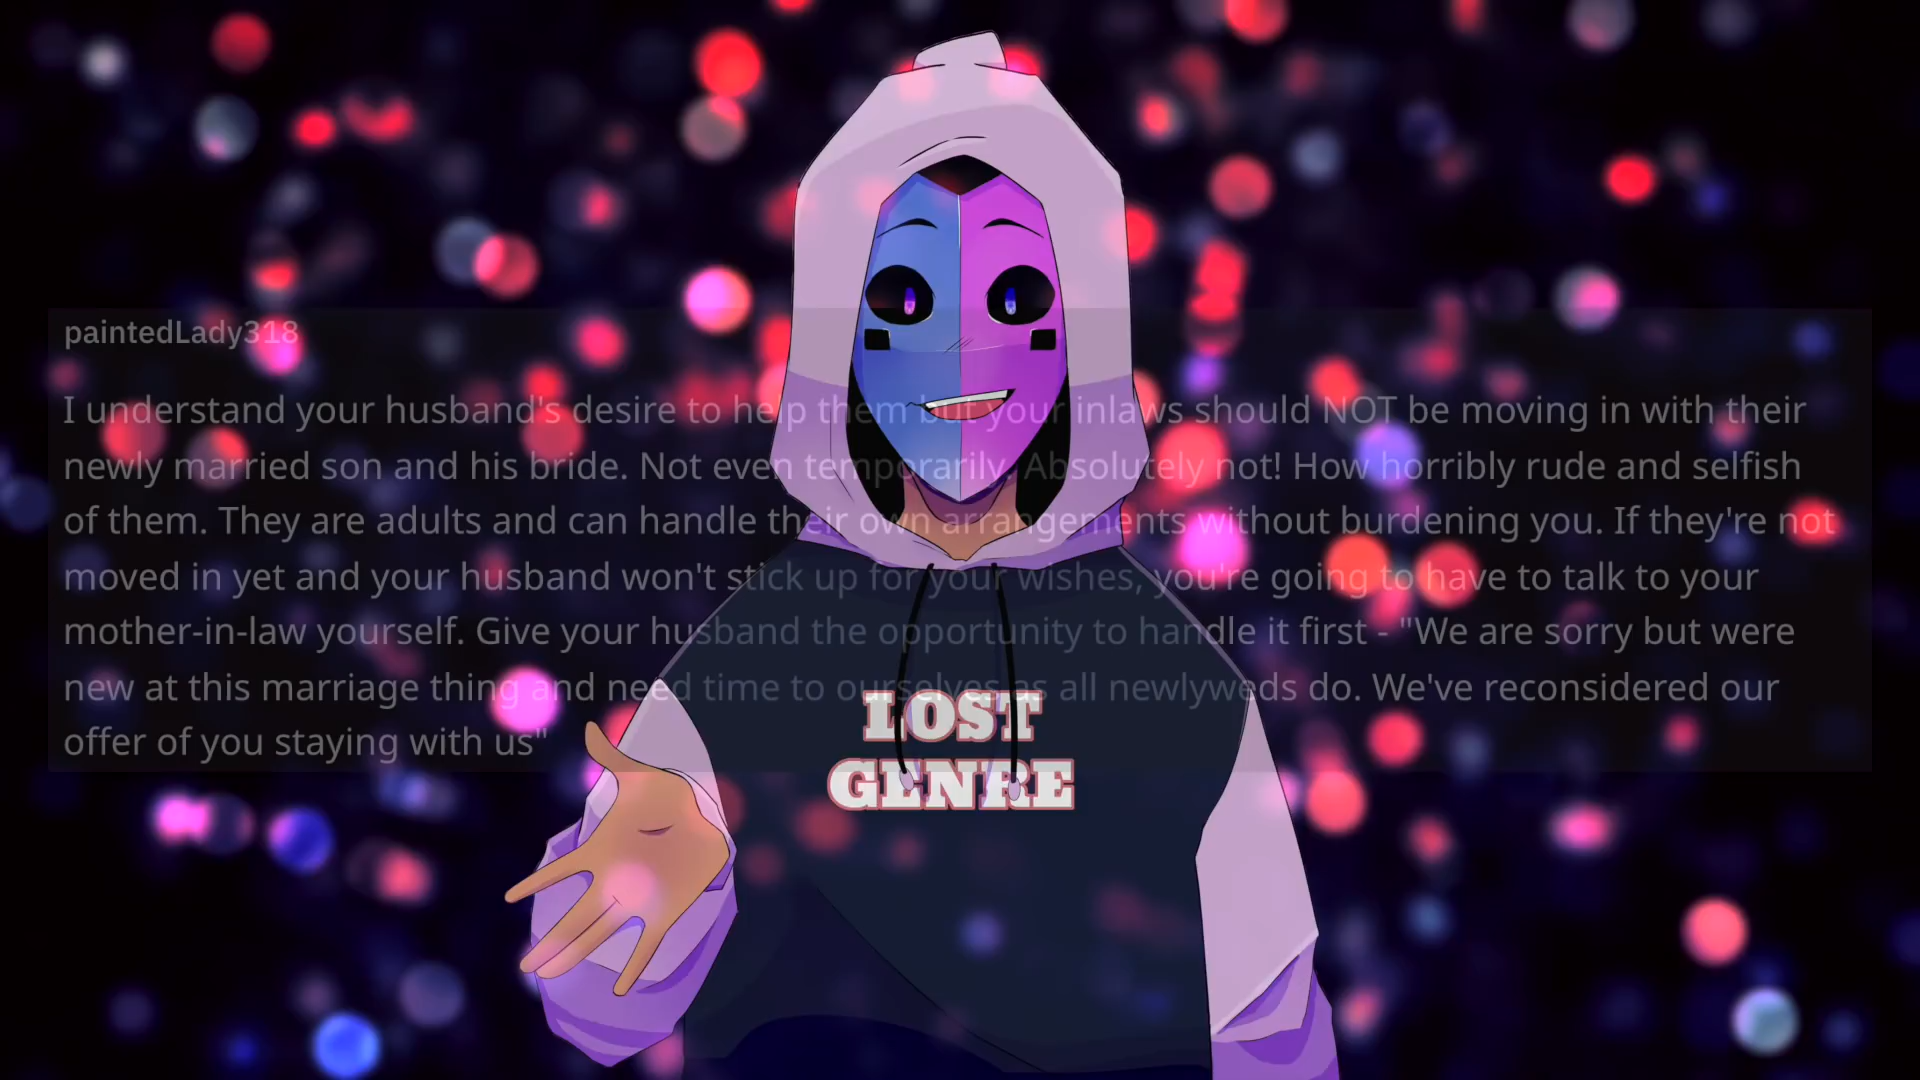 paintedLady318
I understand your husband's desire to help them but your inlaws should NOT be moving in with their
newly married son and his bride. Not even temporarily. Absolutely not! How horribly rude and selfish
of them. They are adults and can handle their own arrangements without burdening you. If they're not
moved in yet and your husband won't stick up for your wishes, you're going to have to talk to your
mother-in-law yourself. Give your husband the opportunity to handle it first - "We are sorry but were
new at this marriage thing and need time to ourselves as all newlyweds do. We've reconsidered our
offer of you staying with us"
LOST
GENRE